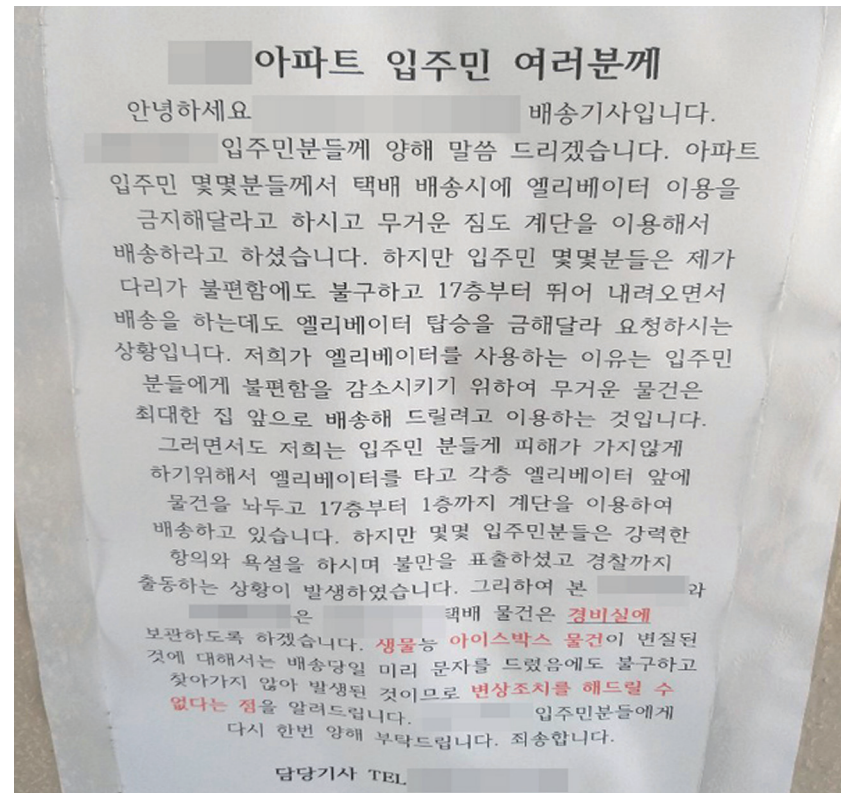 아파트 입주민 여러분께
안녕하세요 배송기사입니다.
입주민분들께 양해 말씀 드리겠습니다. 아파트
입주민 몇몇분들께서 택배 배송시에 엘리베이터 이용을
금지해달라고 하시고 무거운 짐도 계단을 이용해서
배송하라고 하셨습니다. 하지만 입주민 몇몇분들은 제가
다리가 불편함에도 불구하고 17층부터 뛰어 내려오면서
배송을 하는데도 엘리베이터 탑승을 금해달라 요청하시는
상황입니다. 저희가 엘리베이터를 사용하는 이유는 입주민
분들에게 불편함을 감소시키기 위하여 무거운 물건은
최대한 집 앞으로 배송해 드릴려고 이용하는 것입니다.
그러면서도 저희는 입주민 분들게 피해가 가지않게
하기위해서 엘리베이터를 타고 각층 엘리베이터 앞에
물건을 놔두고 17층부터 1층까지 계단을 이용하여
배송하고 있습니다. 하지만 몇몇 입주민분들은 강력한
항의와 욕설을 하시며 불만을 표출하셨고 경찰까지
출동하는 상황이 발생하였습니다. 그리하여 본 라
은 택배 물건은 경비실에
보관하도록 하겠습니다. 생물등 아이스박스 물건이 변질된
것에 대해서는 배송당일 미리 문자를 드렸음에도 불구하고
찾아가지 않아 발생된 것이므로 변상조치를 해드릴 수
없다는 점을 알려드립니다. 입주민분들에게
다시 한번 양해 부탁드립니다. 죄송합니다.
담당기사 TEL